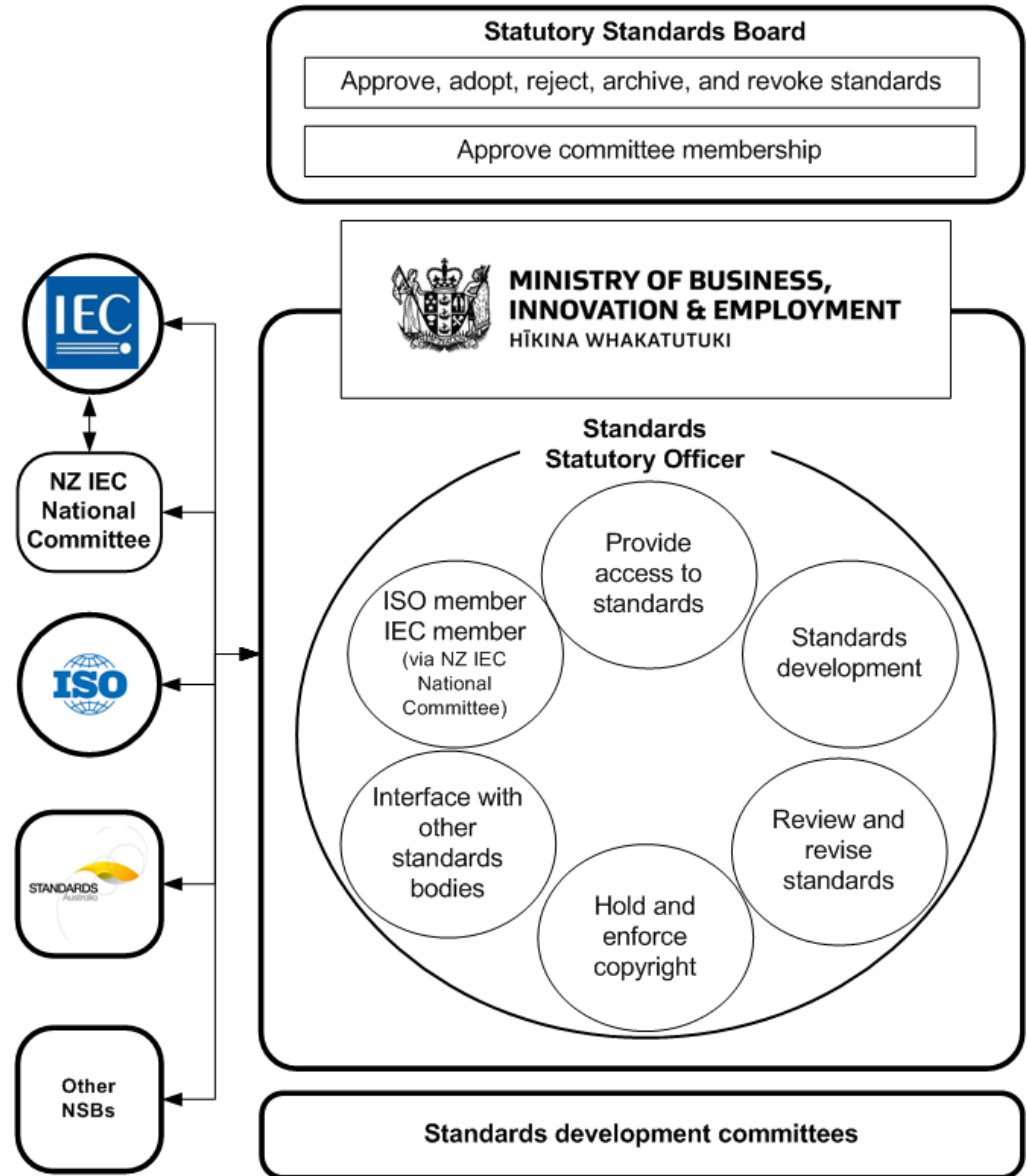 Statutory Standards Board
Approve, adopt, reject, archive, and revoke standards
Approve committee membership
MINISTRY OF BUSINESS,
INNOVATION & EMPLOYMENT
HĪKINA WHAKATUTUKI
IEC
NZ IEC
National
Committee
ISO
STANDARDS
Australia
Other
NSBs
Standards
Statutory Officer
Provide
access to
standards
ISO member
IEC member
(via NZ IEC
National
Committee)
Standards
development
Interface with
other
standards
bodies
Review and
revise
standards
Hold and
enforce
copyright
Standards development committees